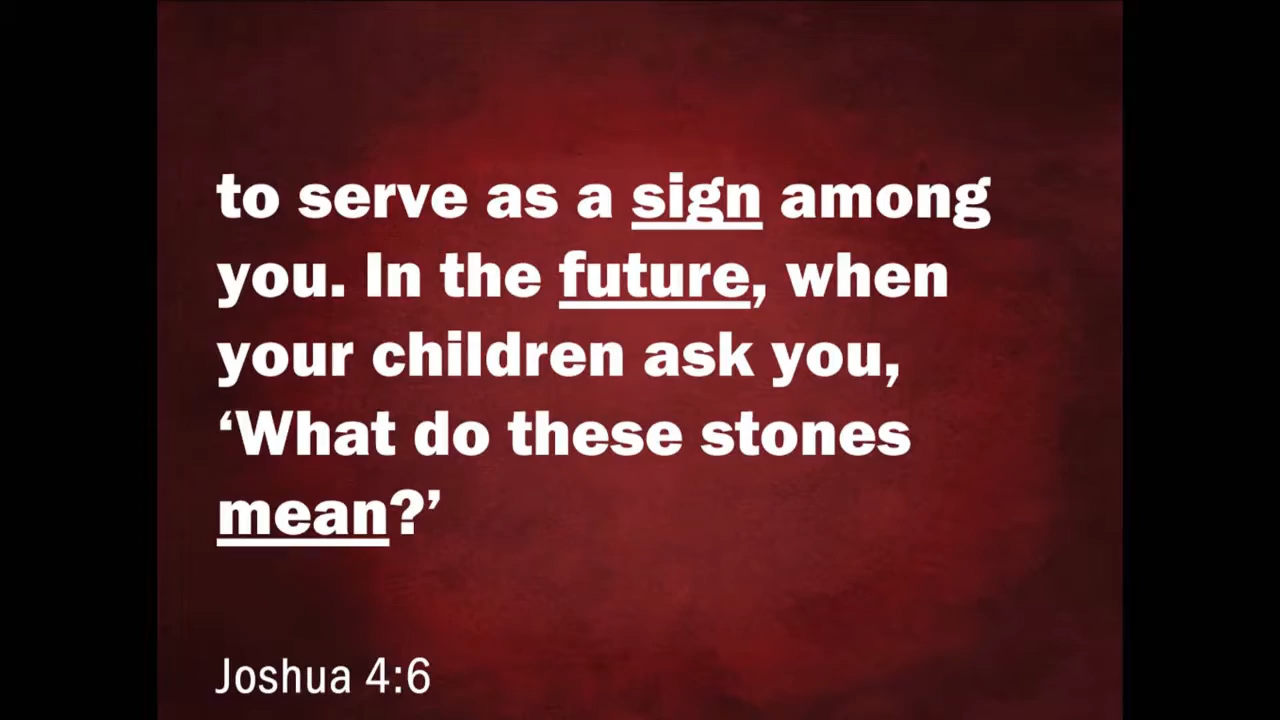 to serve as a sign among
you. In the future, when
your children ask you,
‘What do these stones
mean?’
Joshua 4:6